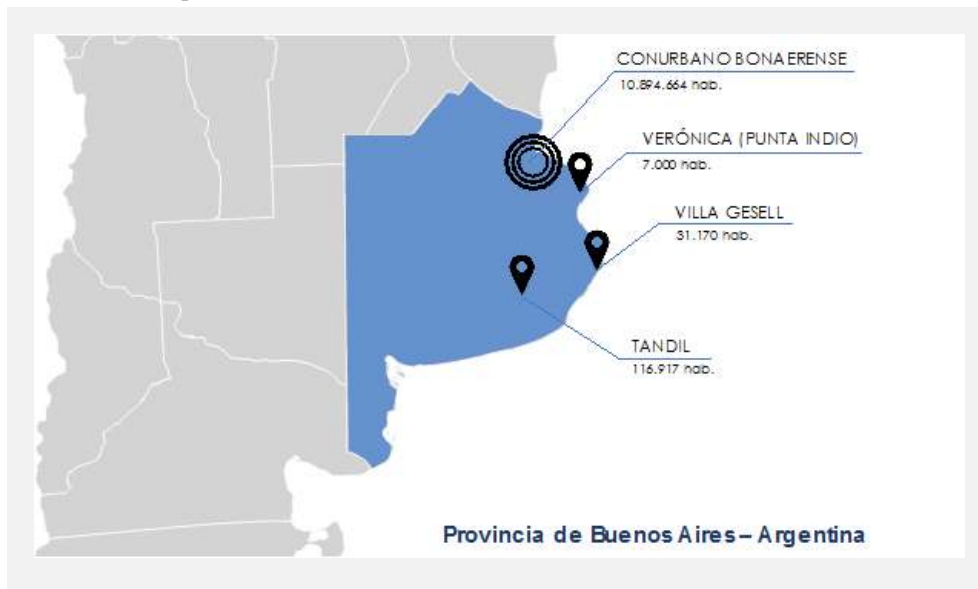 CONURBANO BONAERENSE
10.894.664 hab.
VERÓNICA (PUNTA INDIO)
7.000 hab.
VILLA GESELL
31.170 hab.
TANDIL
116.917 hab.
Provincia de Buenos Aires – Argentina